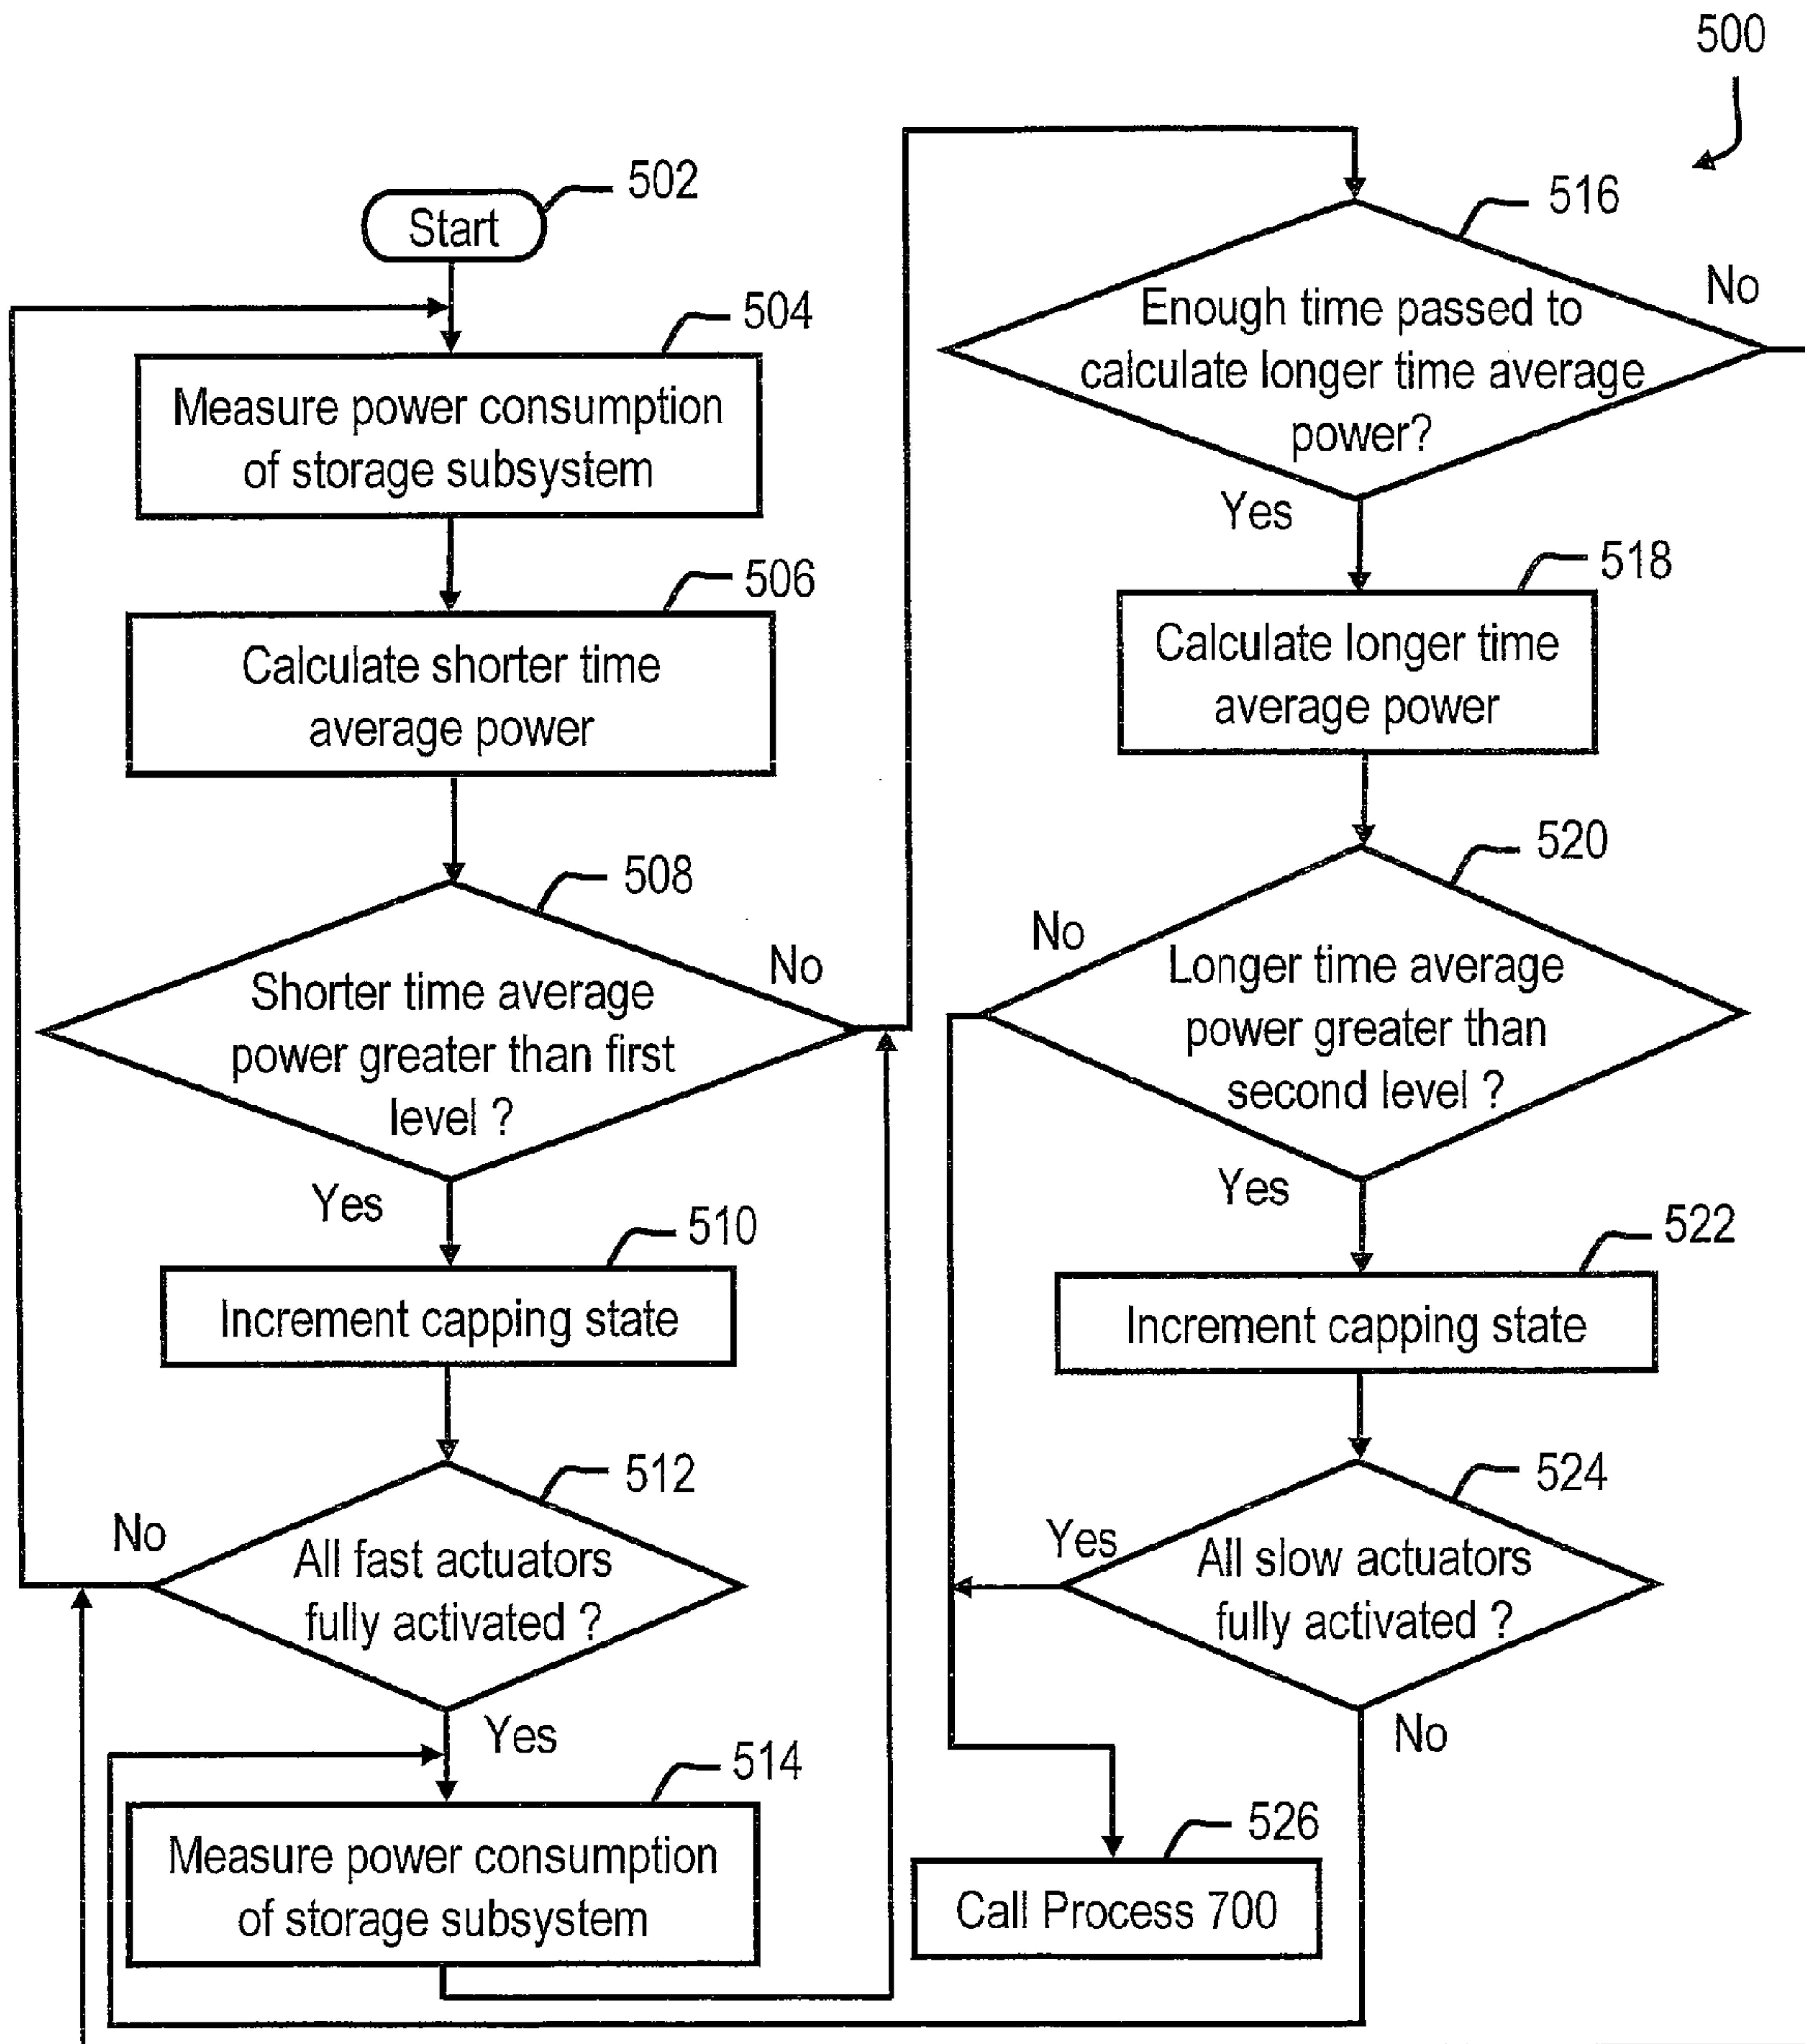 500
502
Start
504
Measure power consumption
of storage subsystem
506
Calculate shorter time
average power
508
Shorter time average
power greater than first
level ?
No
Yes
510
Increment capping state
512
No
All fast actuators
fully activated ?
Yes
514
Measure power consumption
of storage subsystem
516
No
Enough time passed to
calculate longer time average
power?
Yes
518
Calculate longer time
average power
520
No
Longer time average
power greater than
second level ?
Yes
522
Increment capping state
524
Yes
All slow actuators
fully activated ?
No
526
Call Process 700